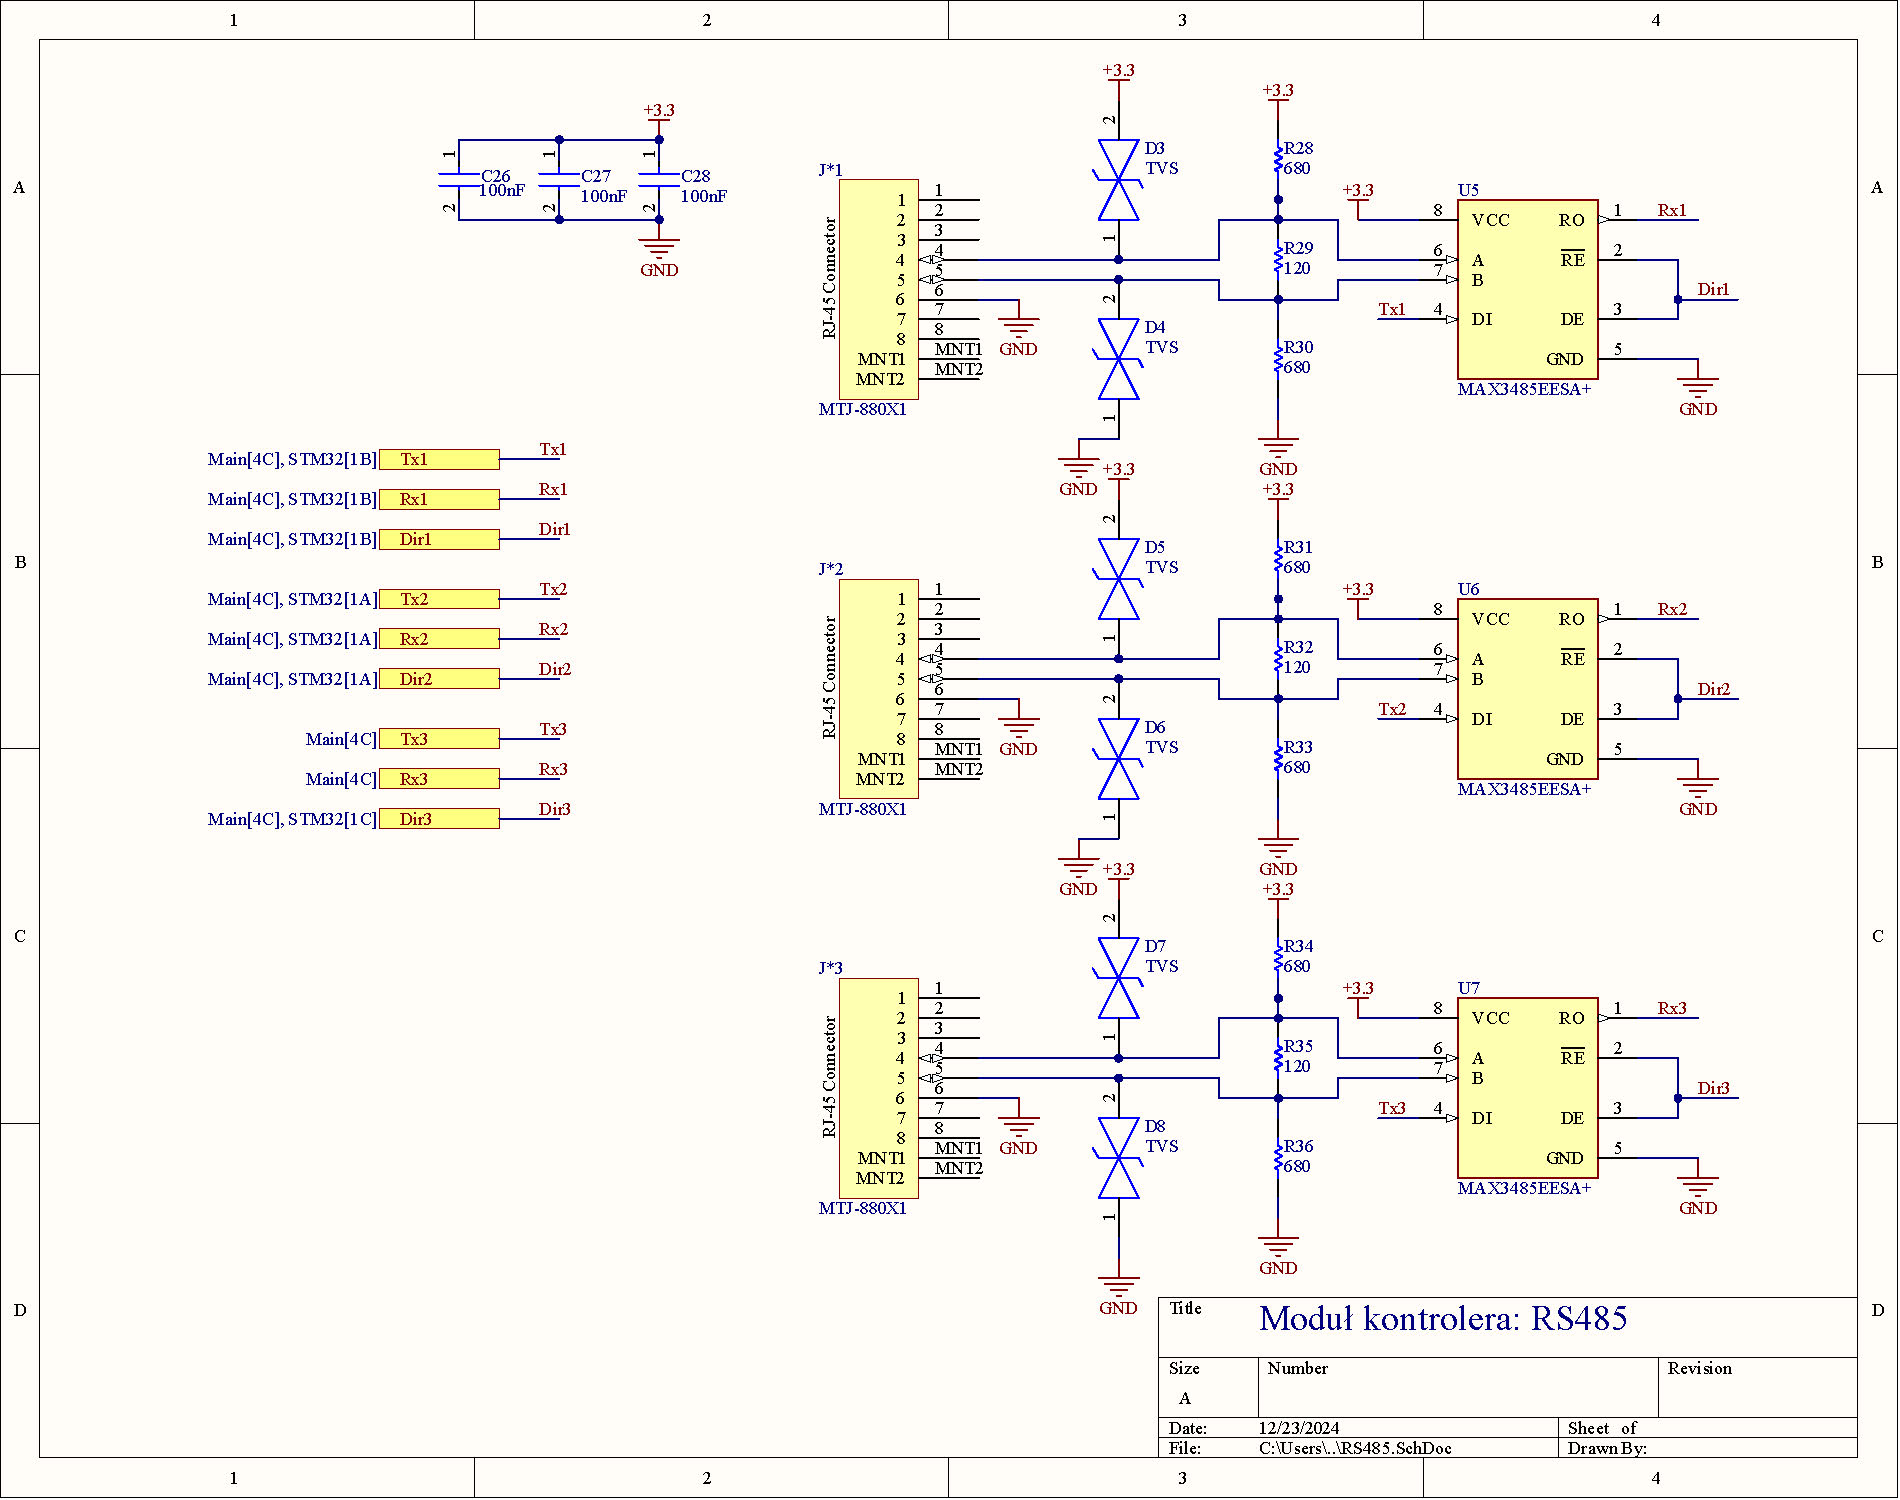 1 2 3 4
A A
B B
C C
D D
1 2 3 4
+3.3
1 1 1
C26 100nF
C27 100nF
C28 100nF
2 2 2
GND
Main[4C], STM32[1B] Tx1 Tx1
Main[4C], STM32[1B] Rx1 Rx1
Main[4C], STM32[1B] Dir1 Dir1
Main[4C], STM32[1A] Tx2 Tx2
Main[4C], STM32[1A] Rx2 Rx2
Main[4C], STM32[1A] Dir2 Dir2
Main[4C] Tx3 Tx3
Main[4C] Rx3 Rx3
Main[4C], STM32[1C] Dir3 Dir3
J*1
RJ-45 Connector
1 1
2 2
3 3
4 4
5 5
6 6
7 7
8 8
MNT1 MNT1
MNT2 MNT2
MTJ-880X1
GND
+3.3
2
D3
TVS
1
2
D4
TVS
1
GND
+3.3
R28
680
R29
120
R30
680
GND
+3.3
U5
8 VCC RO 1 Rx1
6 A RE 2
7 B
Dir1
Tx1 4 DI DE 3
GND 5
MAX3485EESA+
GND
J*2
RJ-45 Connector
1 1
2 2
3 3
4 4
5 5
6 6
7 7
8 8
MNT1 MNT1
MNT2 MNT2
MTJ-880X1
GND
+3.3
2
D5
TVS
1
2
D6
TVS
1
GND
+3.3
R31
680
R32
120
R33
680
GND
+3.3
U6
8 VCC RO 1 Rx2
6 A RE 2
7 B
Dir2
Tx2 4 DI DE 3
GND 5
MAX3485EESA+
GND
J*3
RJ-45 Connector
1 1
2 2
3 3
4 4
5 5
6 6
7 7
8 8
MNT1 MNT1
MNT2 MNT2
MTJ-880X1
GND
+3.3
2
D7
TVS
1
2
D8
TVS
1
GND
+3.3
R34
680
R35
120
R36
680
GND
+3.3
U7
8 VCC RO 1 Rx3
6 A RE 2
7 B
Dir3
Tx3 4 DI DE 3
GND 5
MAX3485EESA+
GND
Title Moduł kontrolera: RS485
Size Number Revision
A
Date: 12/23/2024 Sheet of
File: C:\Users\..\RS485.SchDoc Drawn By: